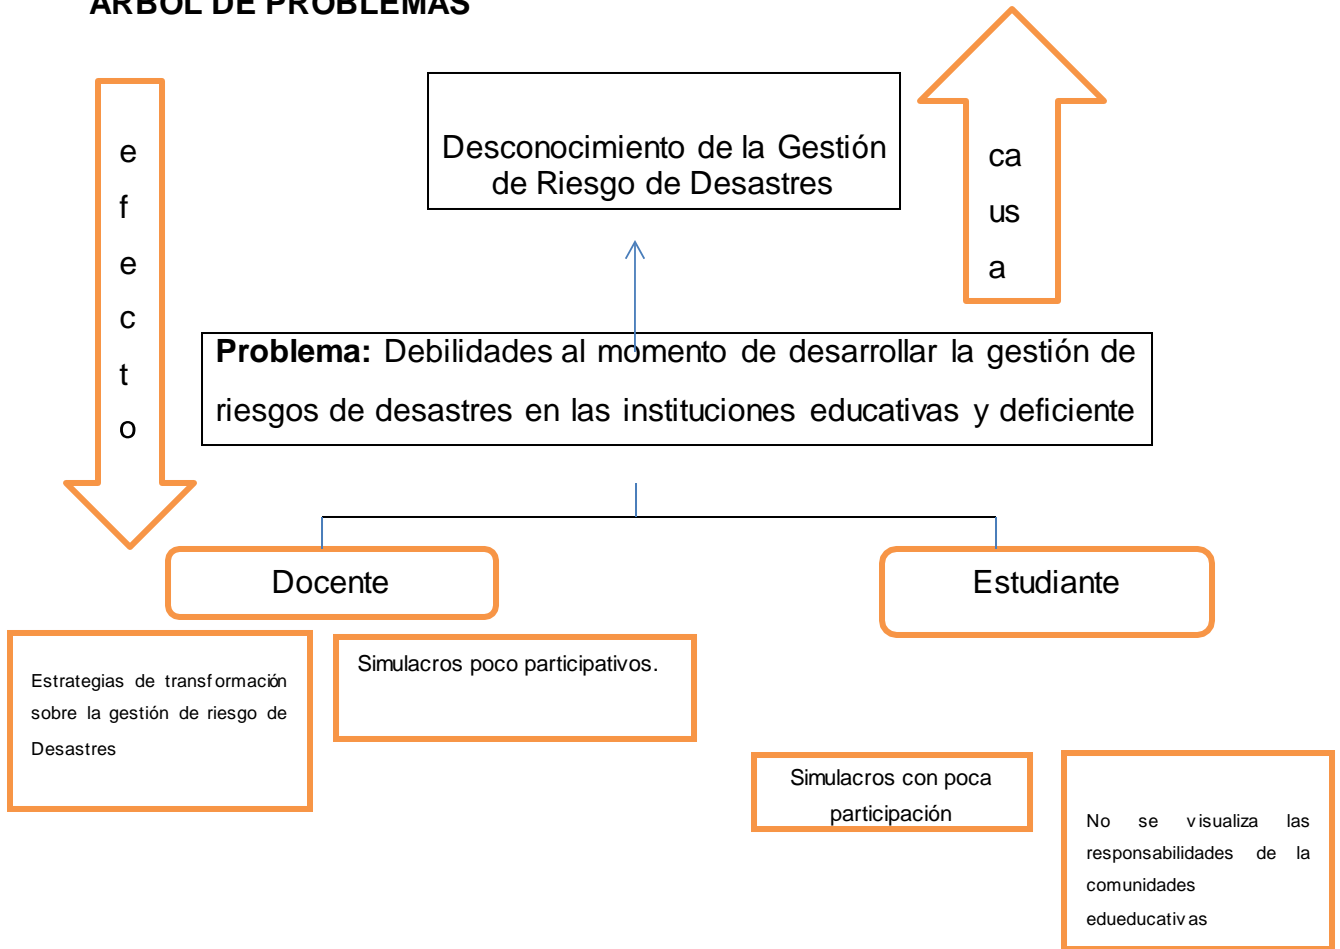 ÁRBOL DE PROBLEMAS
e
f
e
c
t
o
Desconocimiento de la Gestión
de Riesgo de Desastres
ca
us
a
Problema: Debilidades al momento de desarrollar la gestión de
riesgos de desastres en las instituciones educativas y deficiente
Docente
Estudiante
Estrategias de transformación
sobre la gestión de riesgo de
Desastres
Simulacros poco participativos.
Simulacros con poca
participación
No se visualiza las
responsabilidades de la
comunidades
edueducativas